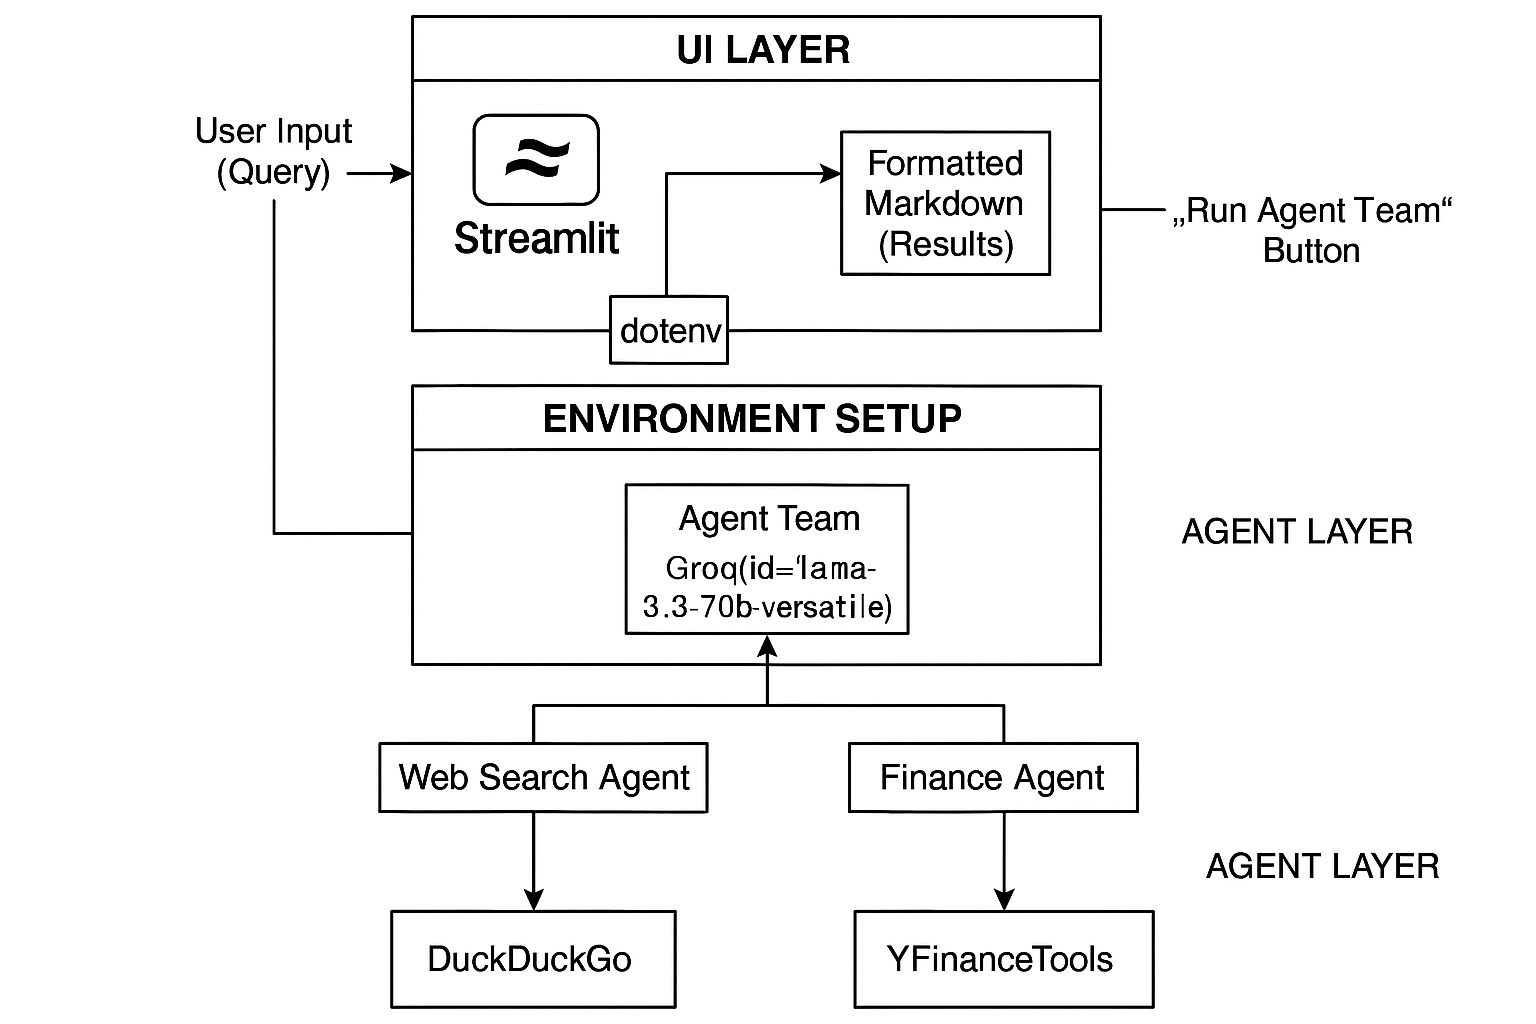 UI LAYER
User Input
(Query)
Streamlit
Formatted
Markdown
(Results)
„Run Agent Team“
Button
dotenv
ENVIRONMENT SETUP
Agent Team
Groq(id=‘lama-
3.3-70b-versatile)
AGENT LAYER
Web Search Agent
Finance Agent
AGENT LAYER
DuckDuckGo
YFinanceTools